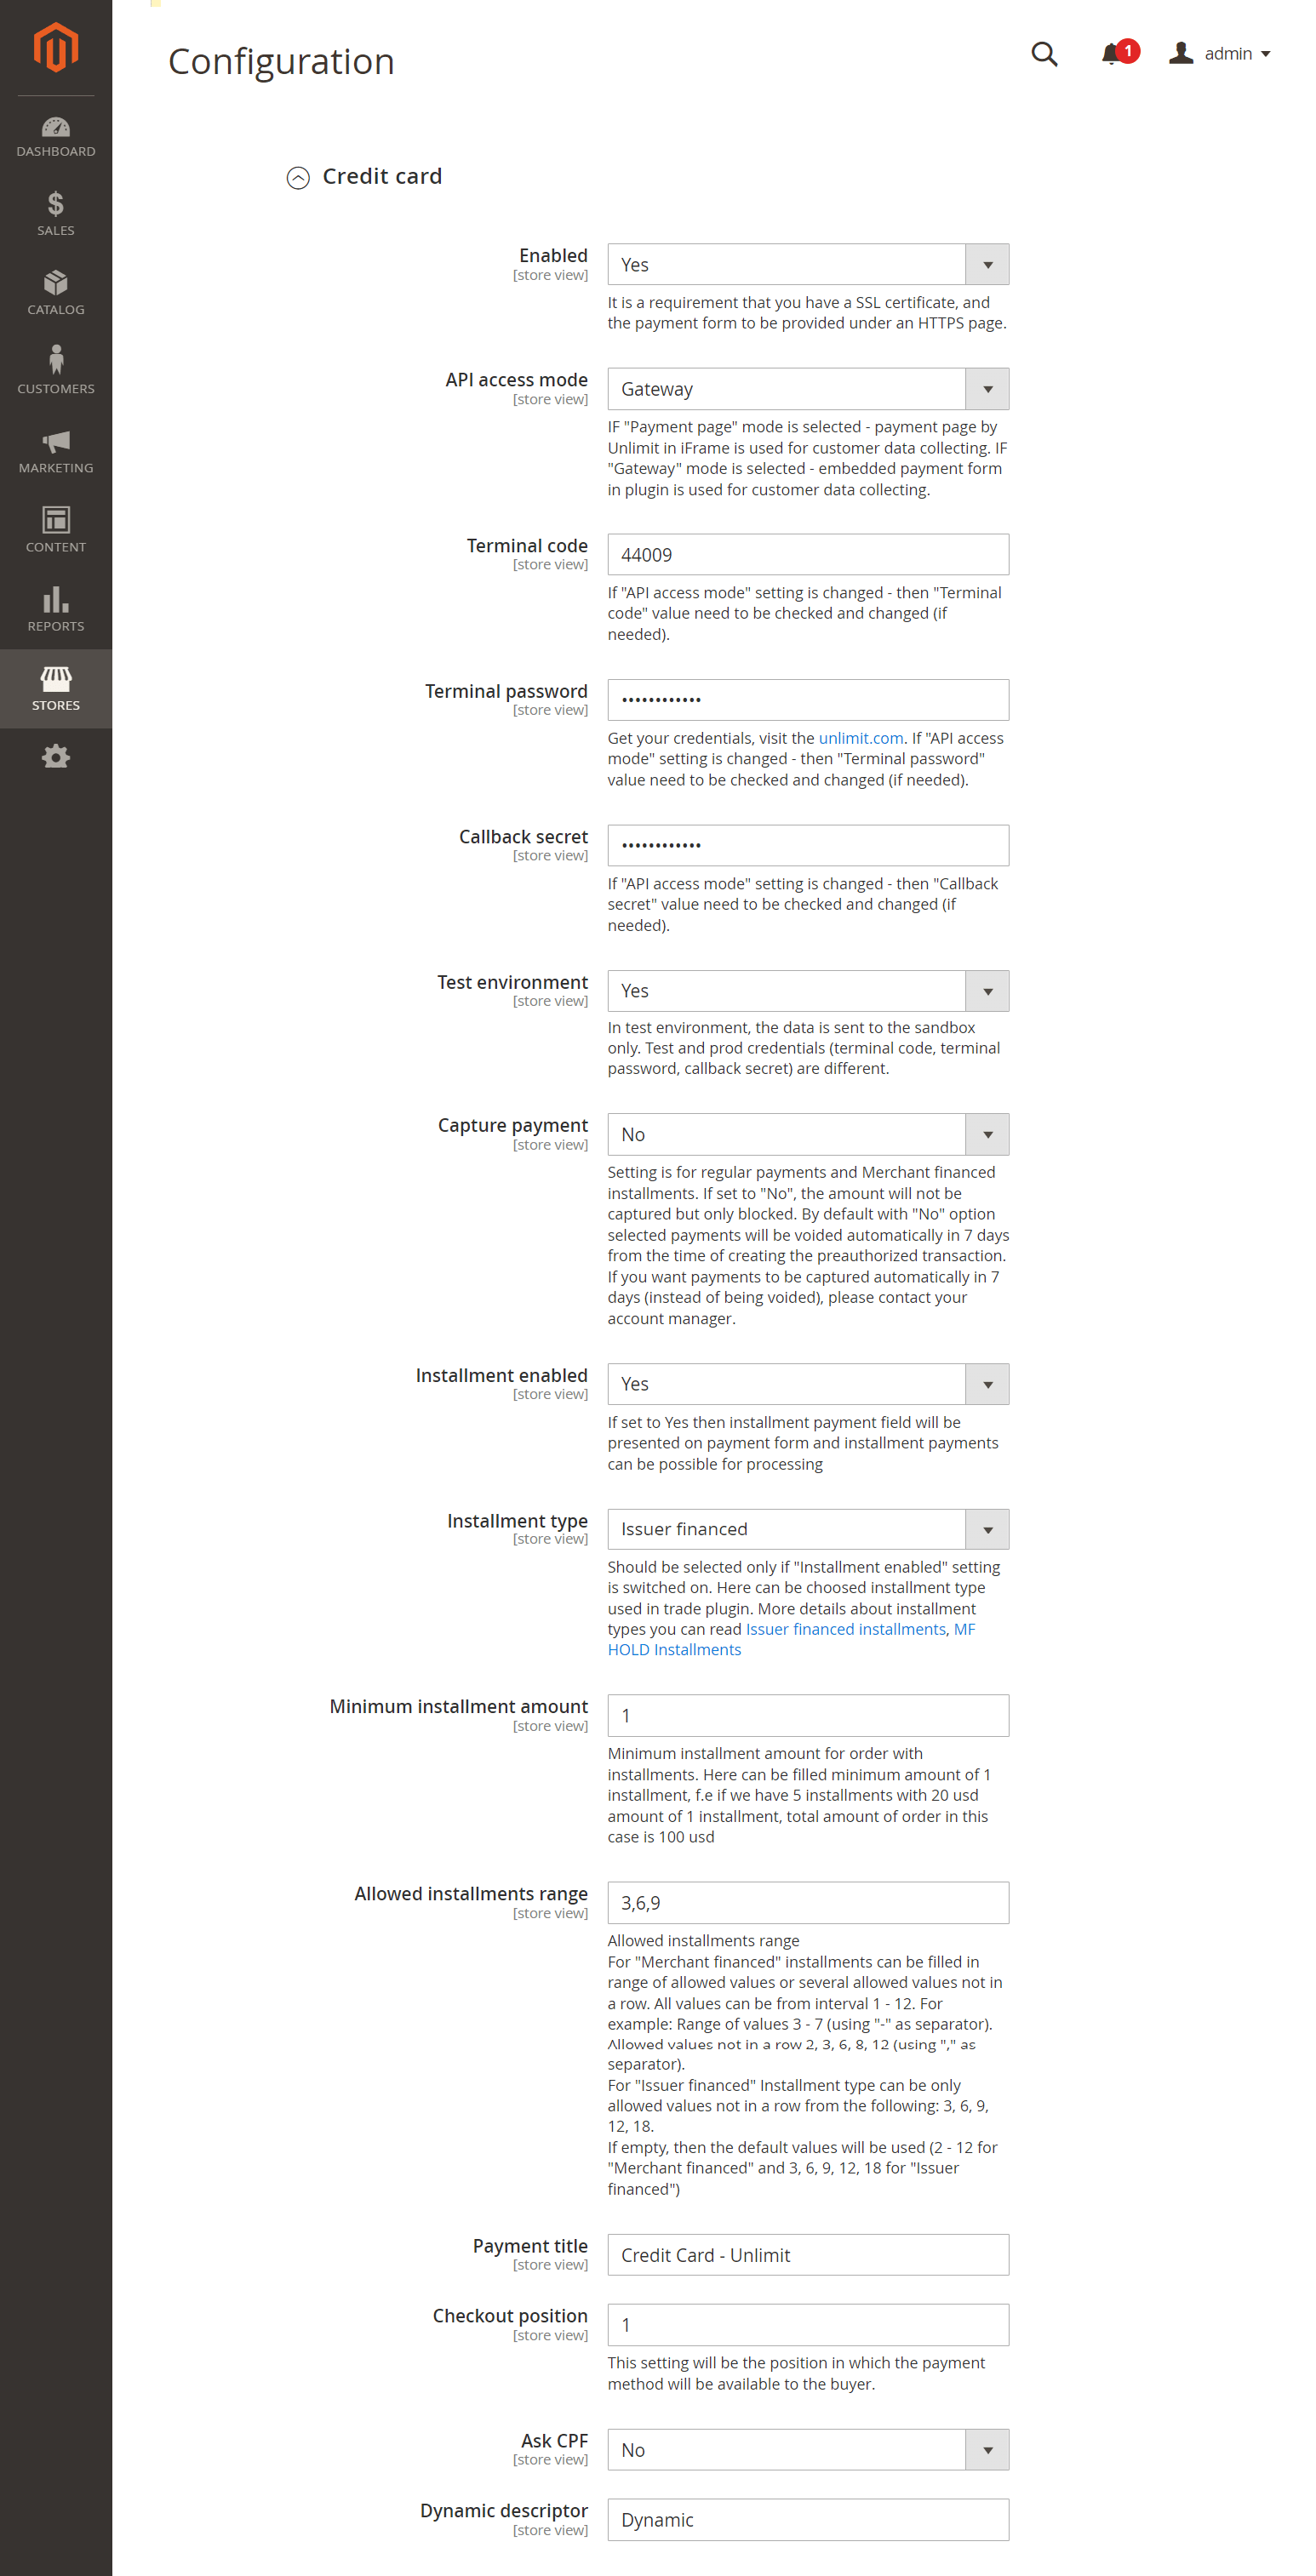 Configuration
1
admin
DASHBOARD
SALES
CATALOG
CUSTOMERS
MARKETING
CONTENT
REPORTS
STORES
Credit card
Enabled
[store view]
Yes
It is a requirement that you have a SSL certificate, and
the payment form to be provided under an HTTPS page.
API access mode
[store view]
Gateway
IF "Payment page" mode is selected - payment page by
Unlimit in iFrame is used for customer data collecting. IF
"Gateway" mode is selected - embedded payment form
in plugin is used for customer data collecting.
Terminal code
[store view]
44009
If "API access mode" setting is changed - then "Terminal
code" value need to be checked and changed (if
needed).
Terminal password
[store view]
••••••••••••
Get your credentials, visit the unlimit.com. If "API access
mode" setting is changed - then "Terminal password"
value need to be checked and changed (if needed).
Callback secret
[store view]
••••••••••••
If "API access mode" setting is changed - then "Callback
secret" value need to be checked and changed (if
needed).
Test environment
[store view]
Yes
In test environment, the data is sent to the sandbox
only. Test and prod credentials (terminal code, terminal
password, callback secret) are different.
Capture payment
[store view]
No
Setting is for regular payments and Merchant financed
installments. If set to "No", the amount will not be
captured but only blocked. By default with "No" option
selected payments will be voided automatically in 7 days
from the time of creating the preauthorized transaction.
If you want payments to be captured automatically in 7
days (instead of being voided), please contact your
account manager.
Installment enabled
[store view]
Yes
If set to Yes then installment payment field will be
presented on payment form and installment payments
can be possible for processing
Installment type
[store view]
Issuer financed
Should be selected only if "Installment enabled" setting
is switched on. Here can be choosed installment type
used in trade plugin. More details about installment
types you can read Issuer financed installments, MF
HOLD Installments
Minimum installment amount
[store view]
1
Minimum installment amount for order with
installments. Here can be filled minimum amount of 1
installment, f.e if we have 5 installments with 20 usd
amount of 1 installment, total amount of order in this
case is 100 usd
Allowed installments range
[store view]
3,6,9
Allowed installments range
For "Merchant financed" installments can be filled in
range of allowed values or several allowed values not in
a row. All values can be from interval 1 - 12. For
example: Range of values 3 - 7 (using "-" as separator).
Allowed values not in a row 2, 3, 6, 8, 12 (using "," as
separator).
For "Issuer financed" Installment type can be only
allowed values not in a row from the following: 3, 6, 9,
12, 18.
If empty, then the default values will be used (2 - 12 for
"Merchant financed" and 3, 6, 9, 12, 18 for "Issuer
financed")
Payment title
[store view]
Credit Card - Unlimit
Checkout position
[store view]
1
This setting will be the position in which the payment
method will be available to the buyer.
Ask CPF
[store view]
No
Dynamic descriptor
[store view]
Dynamic